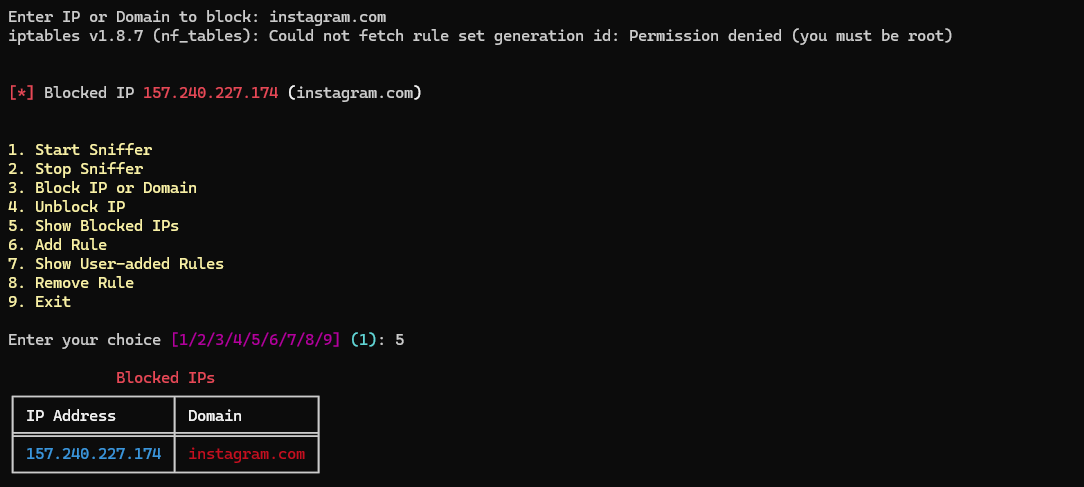 Enter IP or Domain to block: instagram.com
iptables v1.8.7 (nf_tables): Could not fetch rule set generation id: Permission denied (you must be root)
[*] Blocked IP 157.240.227.174 (instagram.com)
1. Start Sniffer
2. Stop Sniffer
3. Block IP or Domain
4. Unblock IP
5. Show Blocked IPs
6. Add Rule
7. Show User-added Rules
8. Remove Rule
9. Exit
Enter your choice [1/2/3/4/5/6/7/8/9] (1): 5
Blocked IPs
IP Address Domain
157.240.227.174 instagram.com